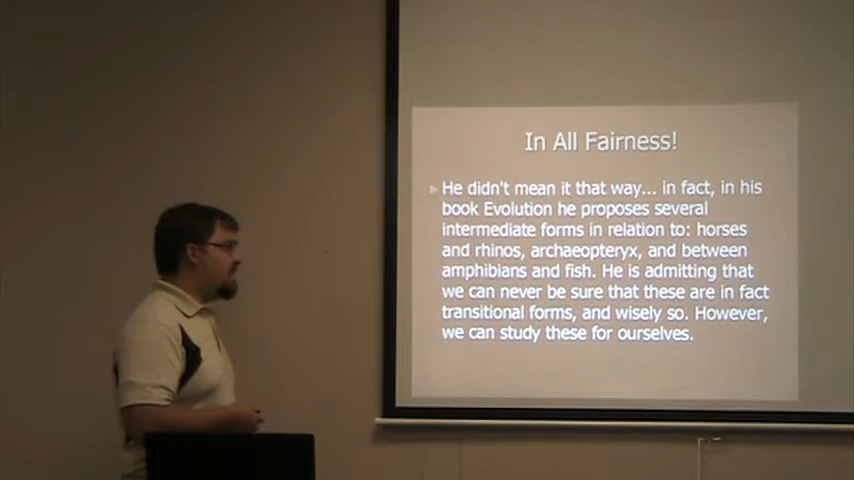 In All Fairness!
He didn't mean it that way... in fact, in his
book Evolution he proposes several
intermediate forms in relation to: horses
and rhinos, archaeopteryx, and between
amphibians and fish. He is admitting that
we can never be sure that these are in fact
transitional forms, and wisely so. However,
we can study these for ourselves.